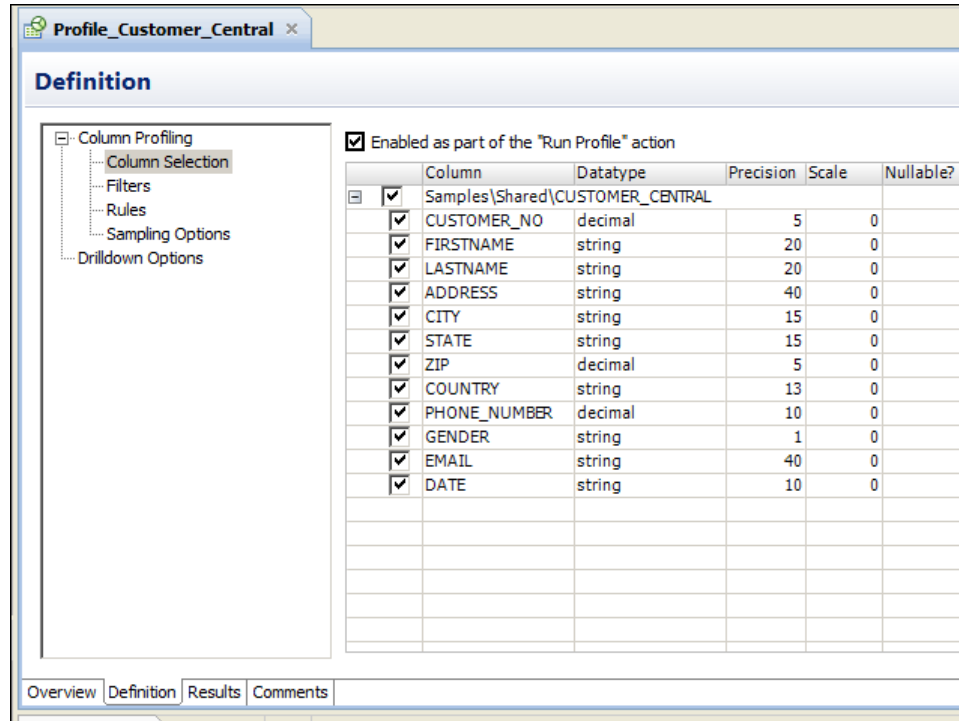 Profile_Customer_Central
Definition
Column Profiling
Column Selection
Filters
Rules
Sampling Options
Drilldown Options
Enabled as part of the "Run Profile" action
Column Datatype Precision Scale Nullable?
Samples\Shared\CUSTOMER_CENTRAL
CUSTOMER_NO decimal 5 0
FIRSTNAME string 20 0
LASTNAME string 20 0
ADDRESS string 40 0
CITY string 15 0
STATE string 15 0
ZIP decimal 5 0
COUNTRY string 13 0
PHONE_NUMBER decimal 10 0
GENDER string 1 0
EMAIL string 40 0
DATE string 10 0
Overview Definition Results Comments